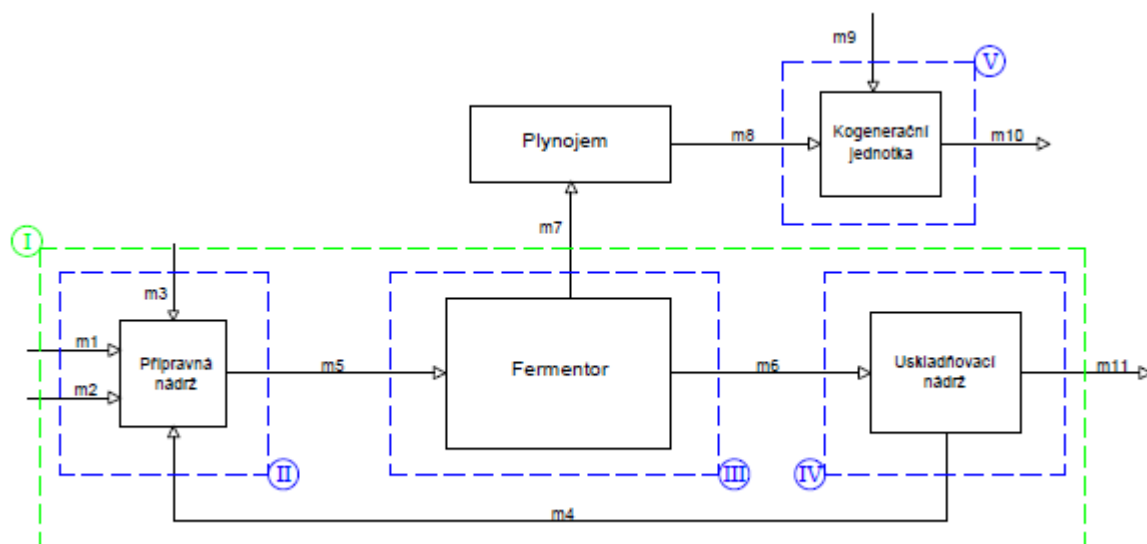 m9
V
Plynojem
m8
Kogenerační
jednotka
m10
I
m7
m3
m1
Přípravná
nádrž
m5
Fermentor
m6
Uskladňovací
nádrž
m11
m2
II
III
IV
m4